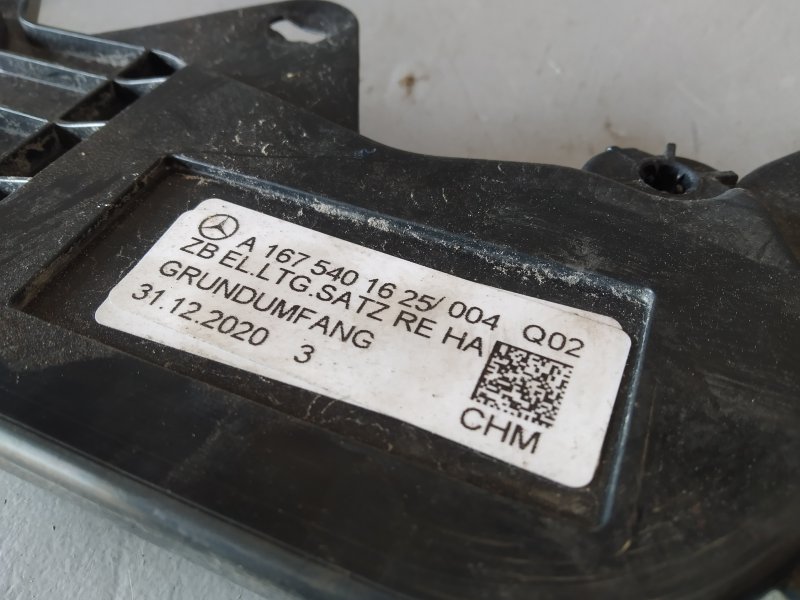 A 167 540 16 25/ 004 Q02
ZB EL.LTG.SATZ RE HA
GRUNDUMFANG
31.12.2020 3
CHM